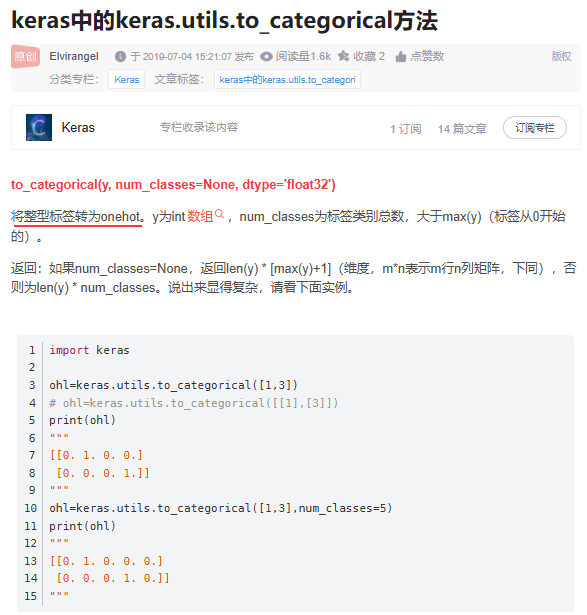 keras中的keras.utils.to_categorical方法
原创 Elvirangel 于 2019-07-04 15:21:07 发布 阅读量1.6k 收藏 2 点赞数 版权
分类专栏： Keras 文章标签： keras中的keras.utils.to_categori
Keras 专栏收录该内容 1 订阅 14 篇文章 订阅专栏
to_categorical(y, num_classes=None, dtype='float32')
将整型标签转为onehot。y为int数组，num_classes为标签类别总数，大于max(y)（标签从0开始
的）。
返回：如果num_classes=None，返回len(y) * [max(y)+1]（维度，m*n表示m行n列矩阵，下同），否
则为len(y) * num_classes。说出来显得复杂，请看下面实例。
1 import keras
2
3 ohl=keras.utils.to_categorical([1,3])
4 # ohl=keras.utils.to_categorical([[1],[3]])
5 print(ohl)
6 """
7 [[0. 1. 0. 0.]
8  [0. 0. 0. 1.]]
9 """
10 ohl=keras.utils.to_categorical([1,3],num_classes=5)
11 print(ohl)
12 """
13 [[0. 1. 0. 0. 0.]
14  [0. 0. 0. 1. 0.]]
15 """